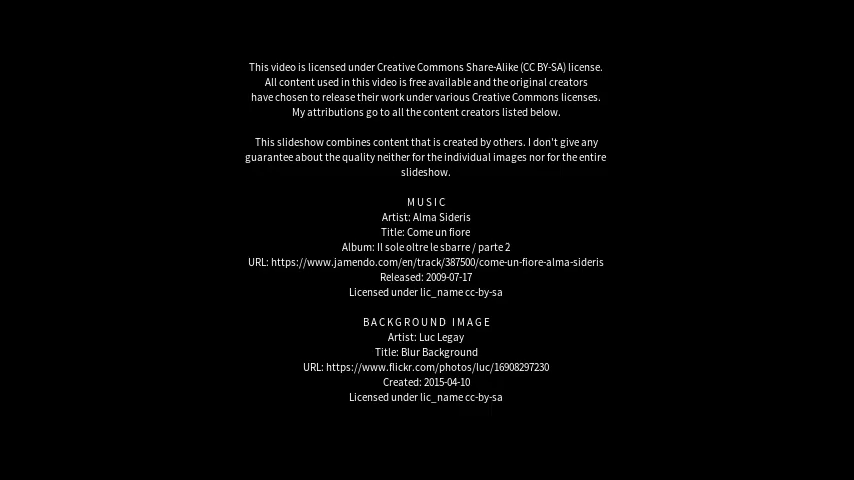 This video is licensed under Creative Commons Share-Alike (CC BY-SA) license.
All content used in this video is free available and the original creators
have chosen to release their work under various Creative Commons licenses.
My attributions go to all the content creators listed below.
This slideshow combines content that is created by others. I don't give any
guarantee about the quality neither for the individual images nor for the entire
slideshow.
MUSIC
Artist: Alma Sideris
Title: Come un fiore
Album: Il sole oltre le sbarre / parte 2
URL: https://www.jamendo.com/en/track/387500/come-un-fiore-alma-sideris
Released: 2009-07-17
Licensed under lic_name cc-by-sa
BACKGROUND IMAGE
Artist: Luc Legay
Title: Blur Background
URL: https://www.flickr.com/photos/luc/16908297230
Created: 2015-04-10
Licensed under lic_name cc-by-sa